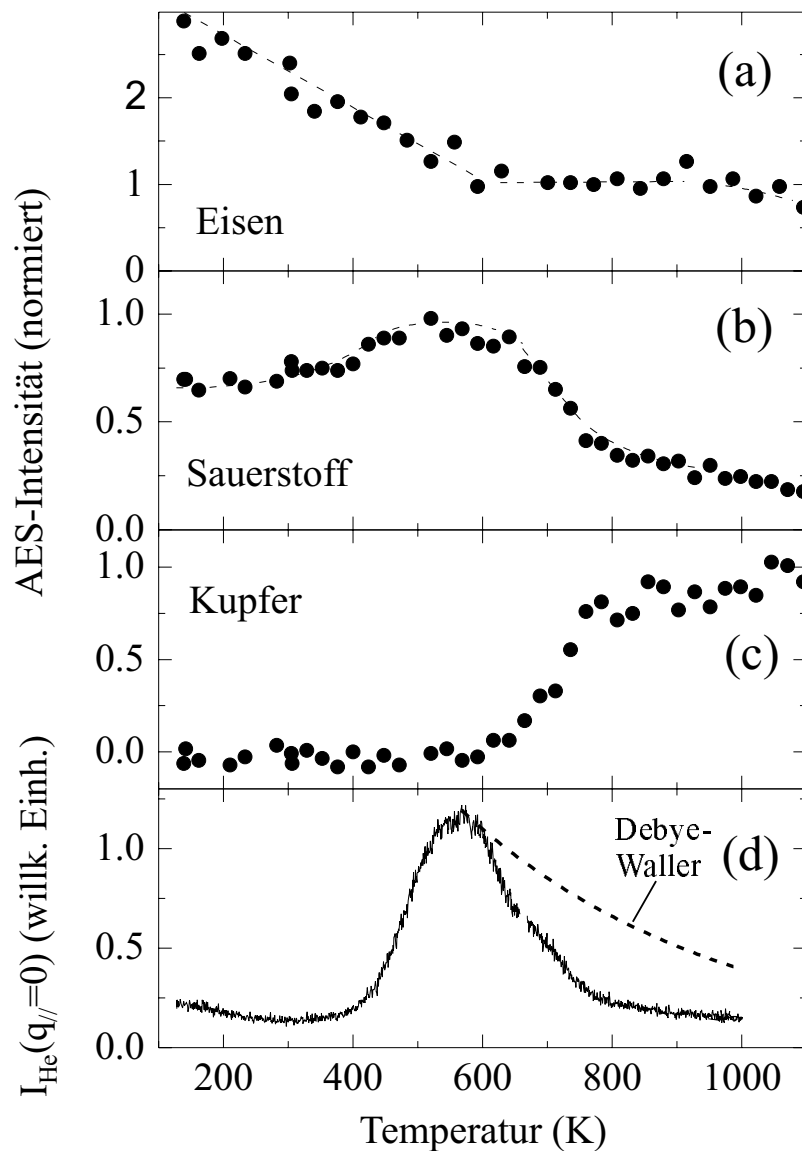 AES-Intensität (normiert)
2
1
0
(a)
Eisen
1.0
0.5
0.0
(b)
Sauerstoff
1.0
0.5
0.0
Kupfer
(c)
I_He(q_//=0) (willk. Einh.)
1.0
0.5
0.0
Debye-
Waller
(d)
200 400 600 800 1000
Temperatur (K)